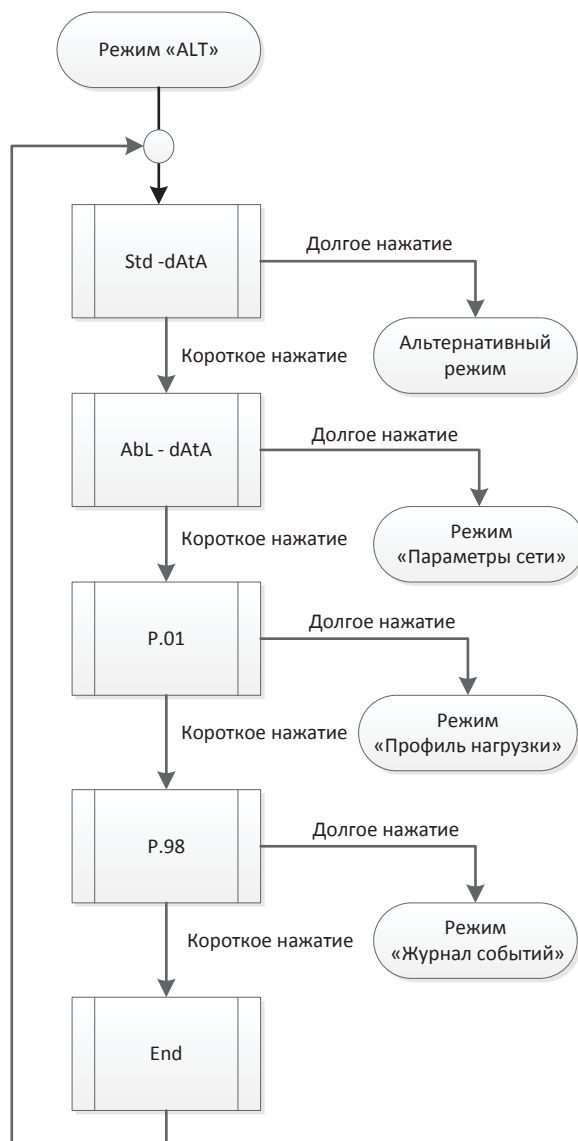 Режим «ALT»
Std -dAtA
Долгое нажатие
Альтернативный
режим
Короткое нажатие
AbL - dAtA
Долгое нажатие
Режим
«Параметры сети»
Короткое нажатие
P.01
Долгое нажатие
Режим
«Профиль нагрузки»
Короткое нажатие
P.98
Долгое нажатие
Режим
«Журнал событий»
Короткое нажатие
End